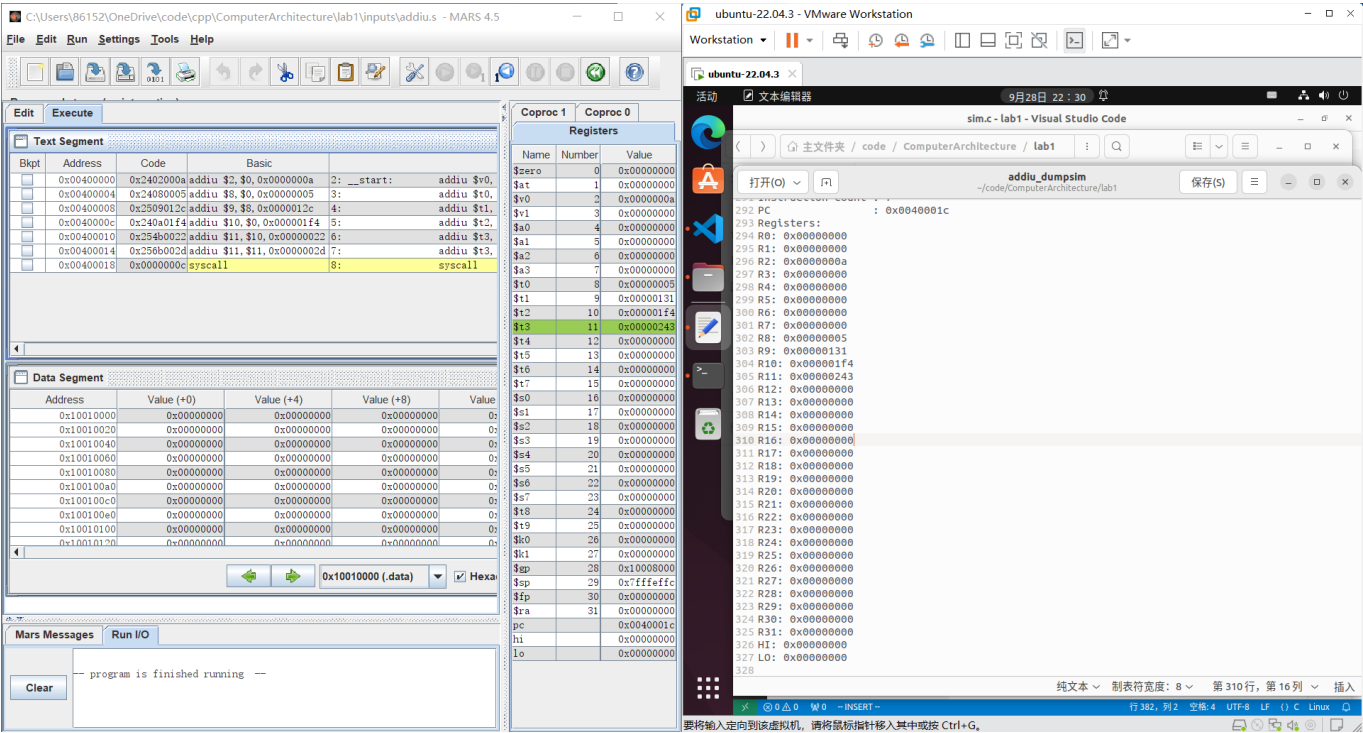 C:\Users\86152\OneDrive\code\cpp\ComputerArchitecture\lab1\inputs\addiu.s - MARS 4.5
File Edit Run Settings Tools Help
Edit Execute
Text Segment
Bkpt Address Code Basic
0x00400000 0x2402000a addiu $2,$0,0x0000000a 2: __start: addiu $v0,
0x00400004 0x24080005 addiu $8,$0,0x00000005 3: addiu $t0,
0x00400008 0x2509012c addiu $9,$8,0x0000012c 4: addiu $t1,
0x0040000c 0x240a01f4 addiu $10,$0,0x000001f4 5: addiu $t2,
0x00400010 0x254b0022 addiu $11,$10,0x00000022 6: addiu $t3,
0x00400014 0x256b002d addiu $11,$11,0x0000002d 7: addiu $t3,
0x00400018 0x0000000c syscall 8: syscall
Data Segment
Address Value (+0) Value (+4) Value (+8) Value
0x10010000 0x00000000 0x00000000 0x00000000
0x10010020 0x00000000 0x00000000 0x00000000
0x10010040 0x00000000 0x00000000 0x00000000
0x10010060 0x00000000 0x00000000 0x00000000
0x10010080 0x00000000 0x00000000 0x00000000
0x100100a0 0x00000000 0x00000000 0x00000000
0x100100c0 0x00000000 0x00000000 0x00000000
0x100100e0 0x00000000 0x00000000 0x00000000
0x10010100 0x00000000 0x00000000 0x00000000
0x10010120 0x00000000 0x00000000 0x00000000
0x10010000 (.data) Hexa
Mars Messages Run I/O
-- program is finished running --
Clear
Coproc 1 Coproc 0
Registers
Name Number Value
$zero 0 0x00000000
$at 1 0x00000000
$v0 2 0x0000000a
$v1 3 0x00000000
$a0 4 0x00000000
$a1 5 0x00000000
$a2 6 0x00000000
$a3 7 0x00000000
$t0 8 0x00000005
$t1 9 0x00000131
$t2 10 0x000001f4
$t3 11 0x00000243
$t4 12 0x00000000
$t5 13 0x00000000
$t6 14 0x00000000
$t7 15 0x00000000
$s0 16 0x00000000
$s1 17 0x00000000
$s2 18 0x00000000
$s3 19 0x00000000
$s4 20 0x00000000
$s5 21 0x00000000
$s6 22 0x00000000
$s7 23 0x00000000
$t8 24 0x00000000
$t9 25 0x00000000
$k0 26 0x00000000
$k1 27 0x00000000
$gp 28 0x10008000
$sp 29 0x7fffeffc
$fp 30 0x00000000
$ra 31 0x00000000
pc 0x0040001c
hi 0x00000000
lo 0x00000000
ubuntu-22.04.3 - VMware Workstation
Workstation
ubuntu-22.04.3
活动 文本编辑器 9月28日 22：30
sim.c - lab1 - Visual Studio Code
主文件夹 / code / ComputerArchitecture / lab1
打开(O) addiu_dumpsim 保存(S)
~/code/ComputerArchitecture/lab1
292 PC : 0x0040001c
293 Registers:
294 R0: 0x00000000
295 R1: 0x00000000
296 R2: 0x0000000a
297 R3: 0x00000000
298 R4: 0x00000000
299 R5: 0x00000000
300 R6: 0x00000000
301 R7: 0x00000000
302 R8: 0x00000005
303 R9: 0x00000131
304 R10: 0x000001f4
305 R11: 0x00000243
306 R12: 0x00000000
307 R13: 0x00000000
308 R14: 0x00000000
309 R15: 0x00000000
310 R16: 0x00000000
311 R17: 0x00000000
312 R18: 0x00000000
313 R19: 0x00000000
314 R20: 0x00000000
315 R21: 0x00000000
316 R22: 0x00000000
317 R23: 0x00000000
318 R24: 0x00000000
319 R25: 0x00000000
320 R26: 0x00000000
321 R27: 0x00000000
322 R28: 0x00000000
323 R29: 0x00000000
324 R30: 0x00000000
325 R31: 0x00000000
326 HI: 0x00000000
327 LO: 0x00000000
328
纯文本 制表符宽度：8 第 310 行，第 16 列 插入
0 0 0 -- INSERT -- 行 382，列 2 空格: 4 UTF-8 LF {} C Linux
要将输入定向到该虚拟机，请将鼠标指针移入其中或按 Ctrl+G。